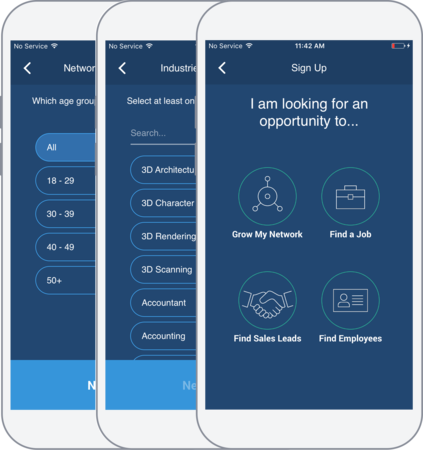 No Service
Networ
Which age group
All
18 - 29
30 - 39
40 - 49
50+
N
No Service
Industrie
Select at least on
Search...
3D Architectu
3D Character
3D Rendering
3D Scanning
Accountant
Accounting
Ne
No Service 11:42 AM
Sign Up
I am looking for an
opportunity to...
Grow My Network Find a Job
Find Sales Leads Find Employees